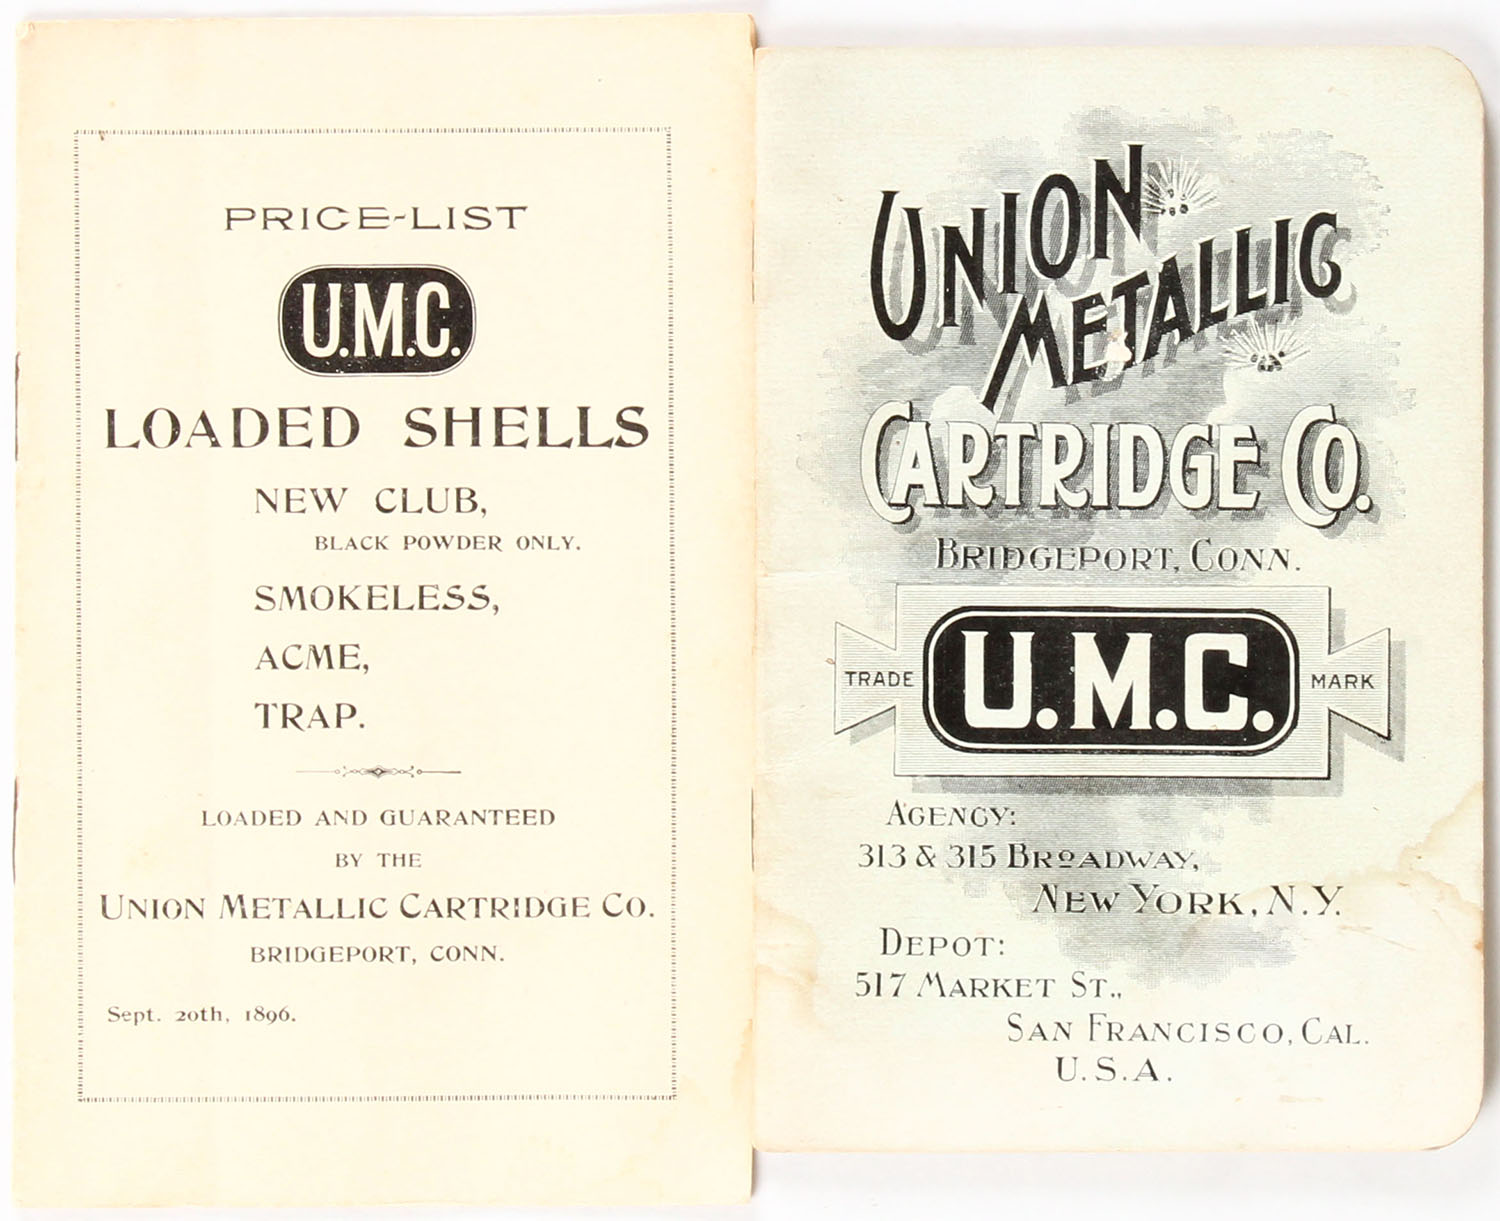 PRICE-LIST
U.M.C.
LOADED SHELLS
NEW CLUB,
BLACK POWDER ONLY.
SMOKELESS,
ACME,
TRAP.
LOADED AND GUARANTEED
BY THE
UNION METALLIC CARTRIDGE CO.
BRIDGEPORT, CONN.
Sept. 20th, 1896.
UNION
METALLIC
CARTRIDGE CO.
BRIDGEPORT, CONN.
TRADE U.M.C. MARK
AGENCY:
313 & 315 BROADWAY,
NEW YORK, N.Y.
DEPOT:
517 MARKET ST.,
SAN FRANCISCO, CAL.
U.S.A.